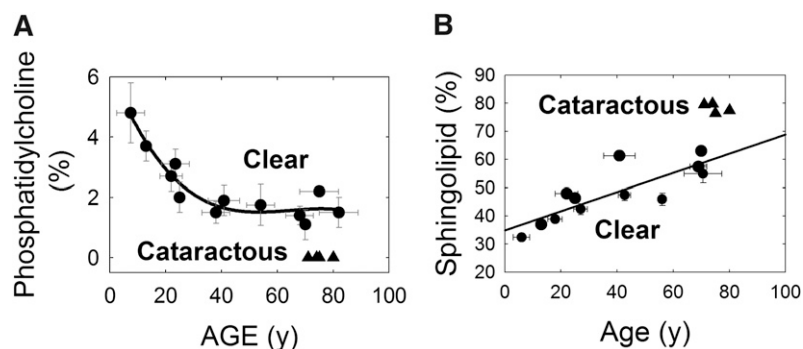 A
Phosphatidylcholine
(%)
6
4
2
0
Clear
Cataractous
0 20 40 60 80 100
AGE (y)
B
Sphingolipid (%)
90
80
70
60
50
40
30
20
Cataractous
Clear
0 20 40 60 80 100
Age (y)